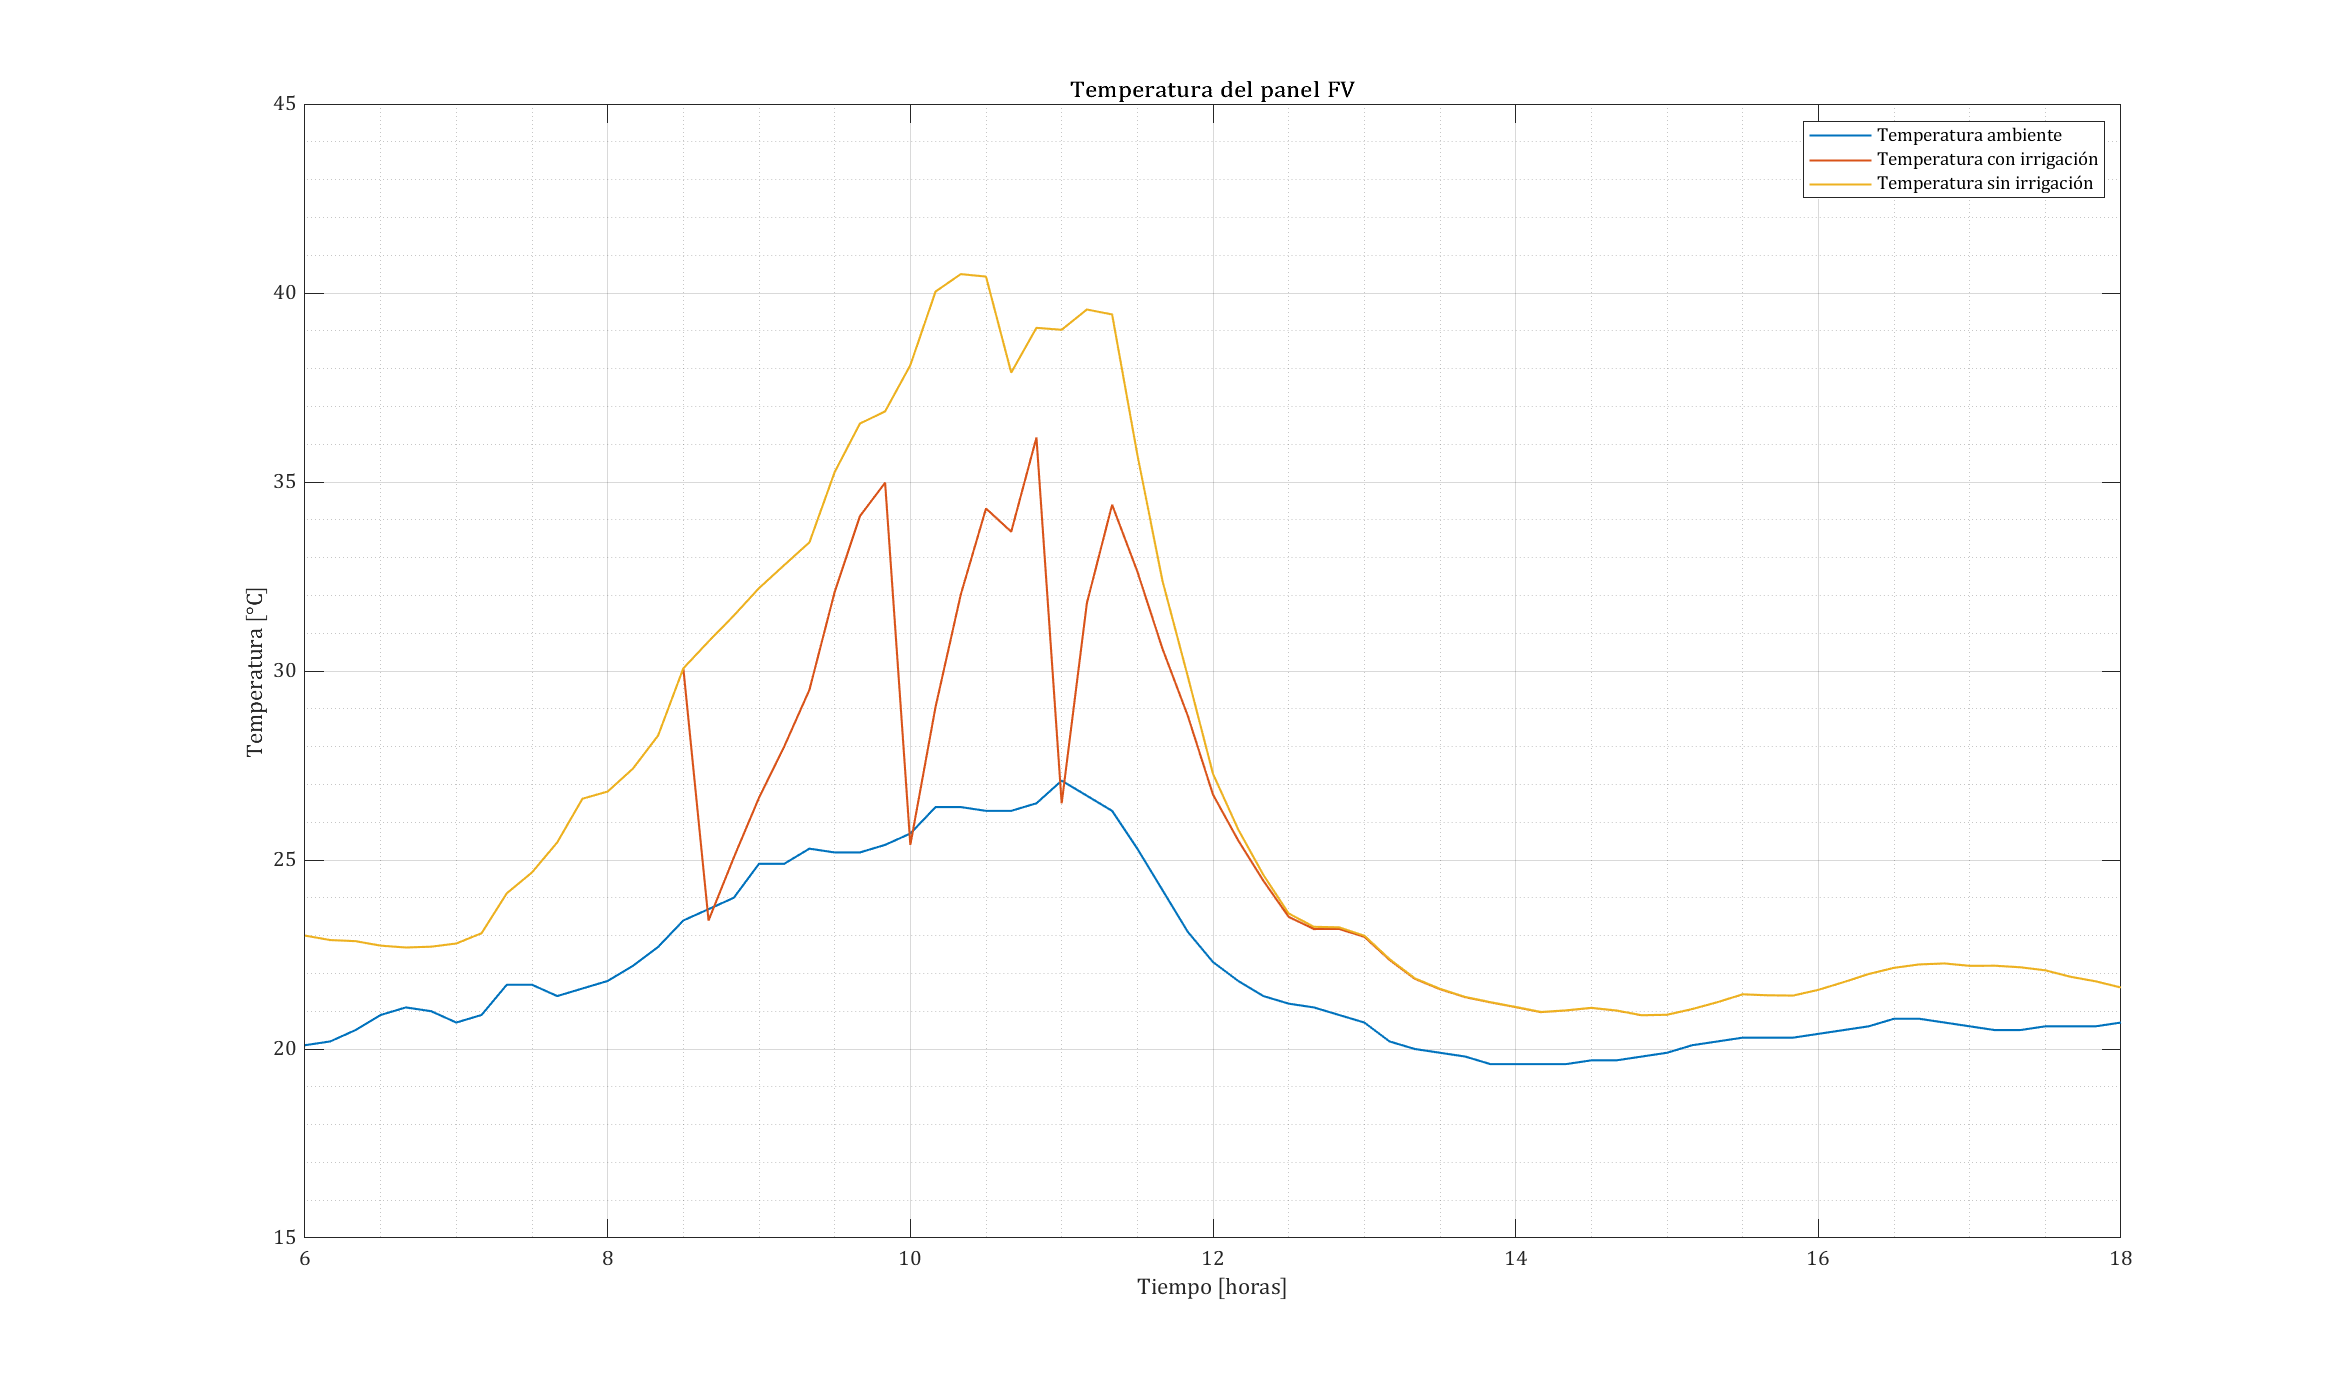 Temperatura del panel FV
Temperatura ambiente
Temperatura con irrigación
Temperatura sin irrigación
45
40
35
30
25
20
15
Temperatura [°C]
6 8 10 12 14 16 18
Tiempo [horas]